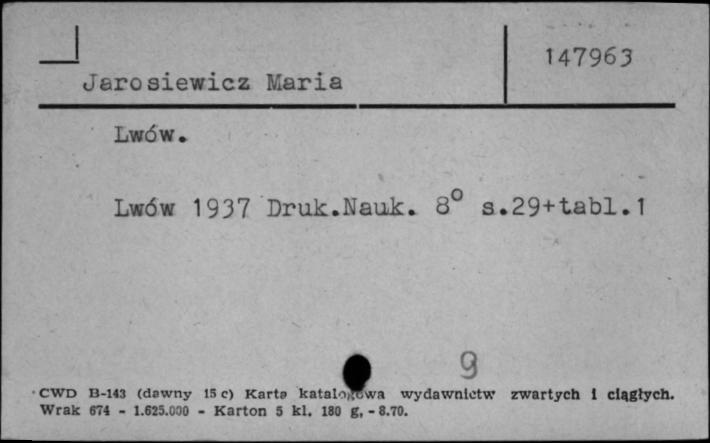 147963
Jarosiewicz Maria
Lwów.
Lwów 1937 Druk.Nauk. 8° s.29+tabl.1
9
CWD B-143 (dawny 15 c) Karta katalogowa wydawnictw zwartych i ciągłych.
Wrak 674 - 1.625.000 - Karton 5 kl. 180 g, - 8.70.